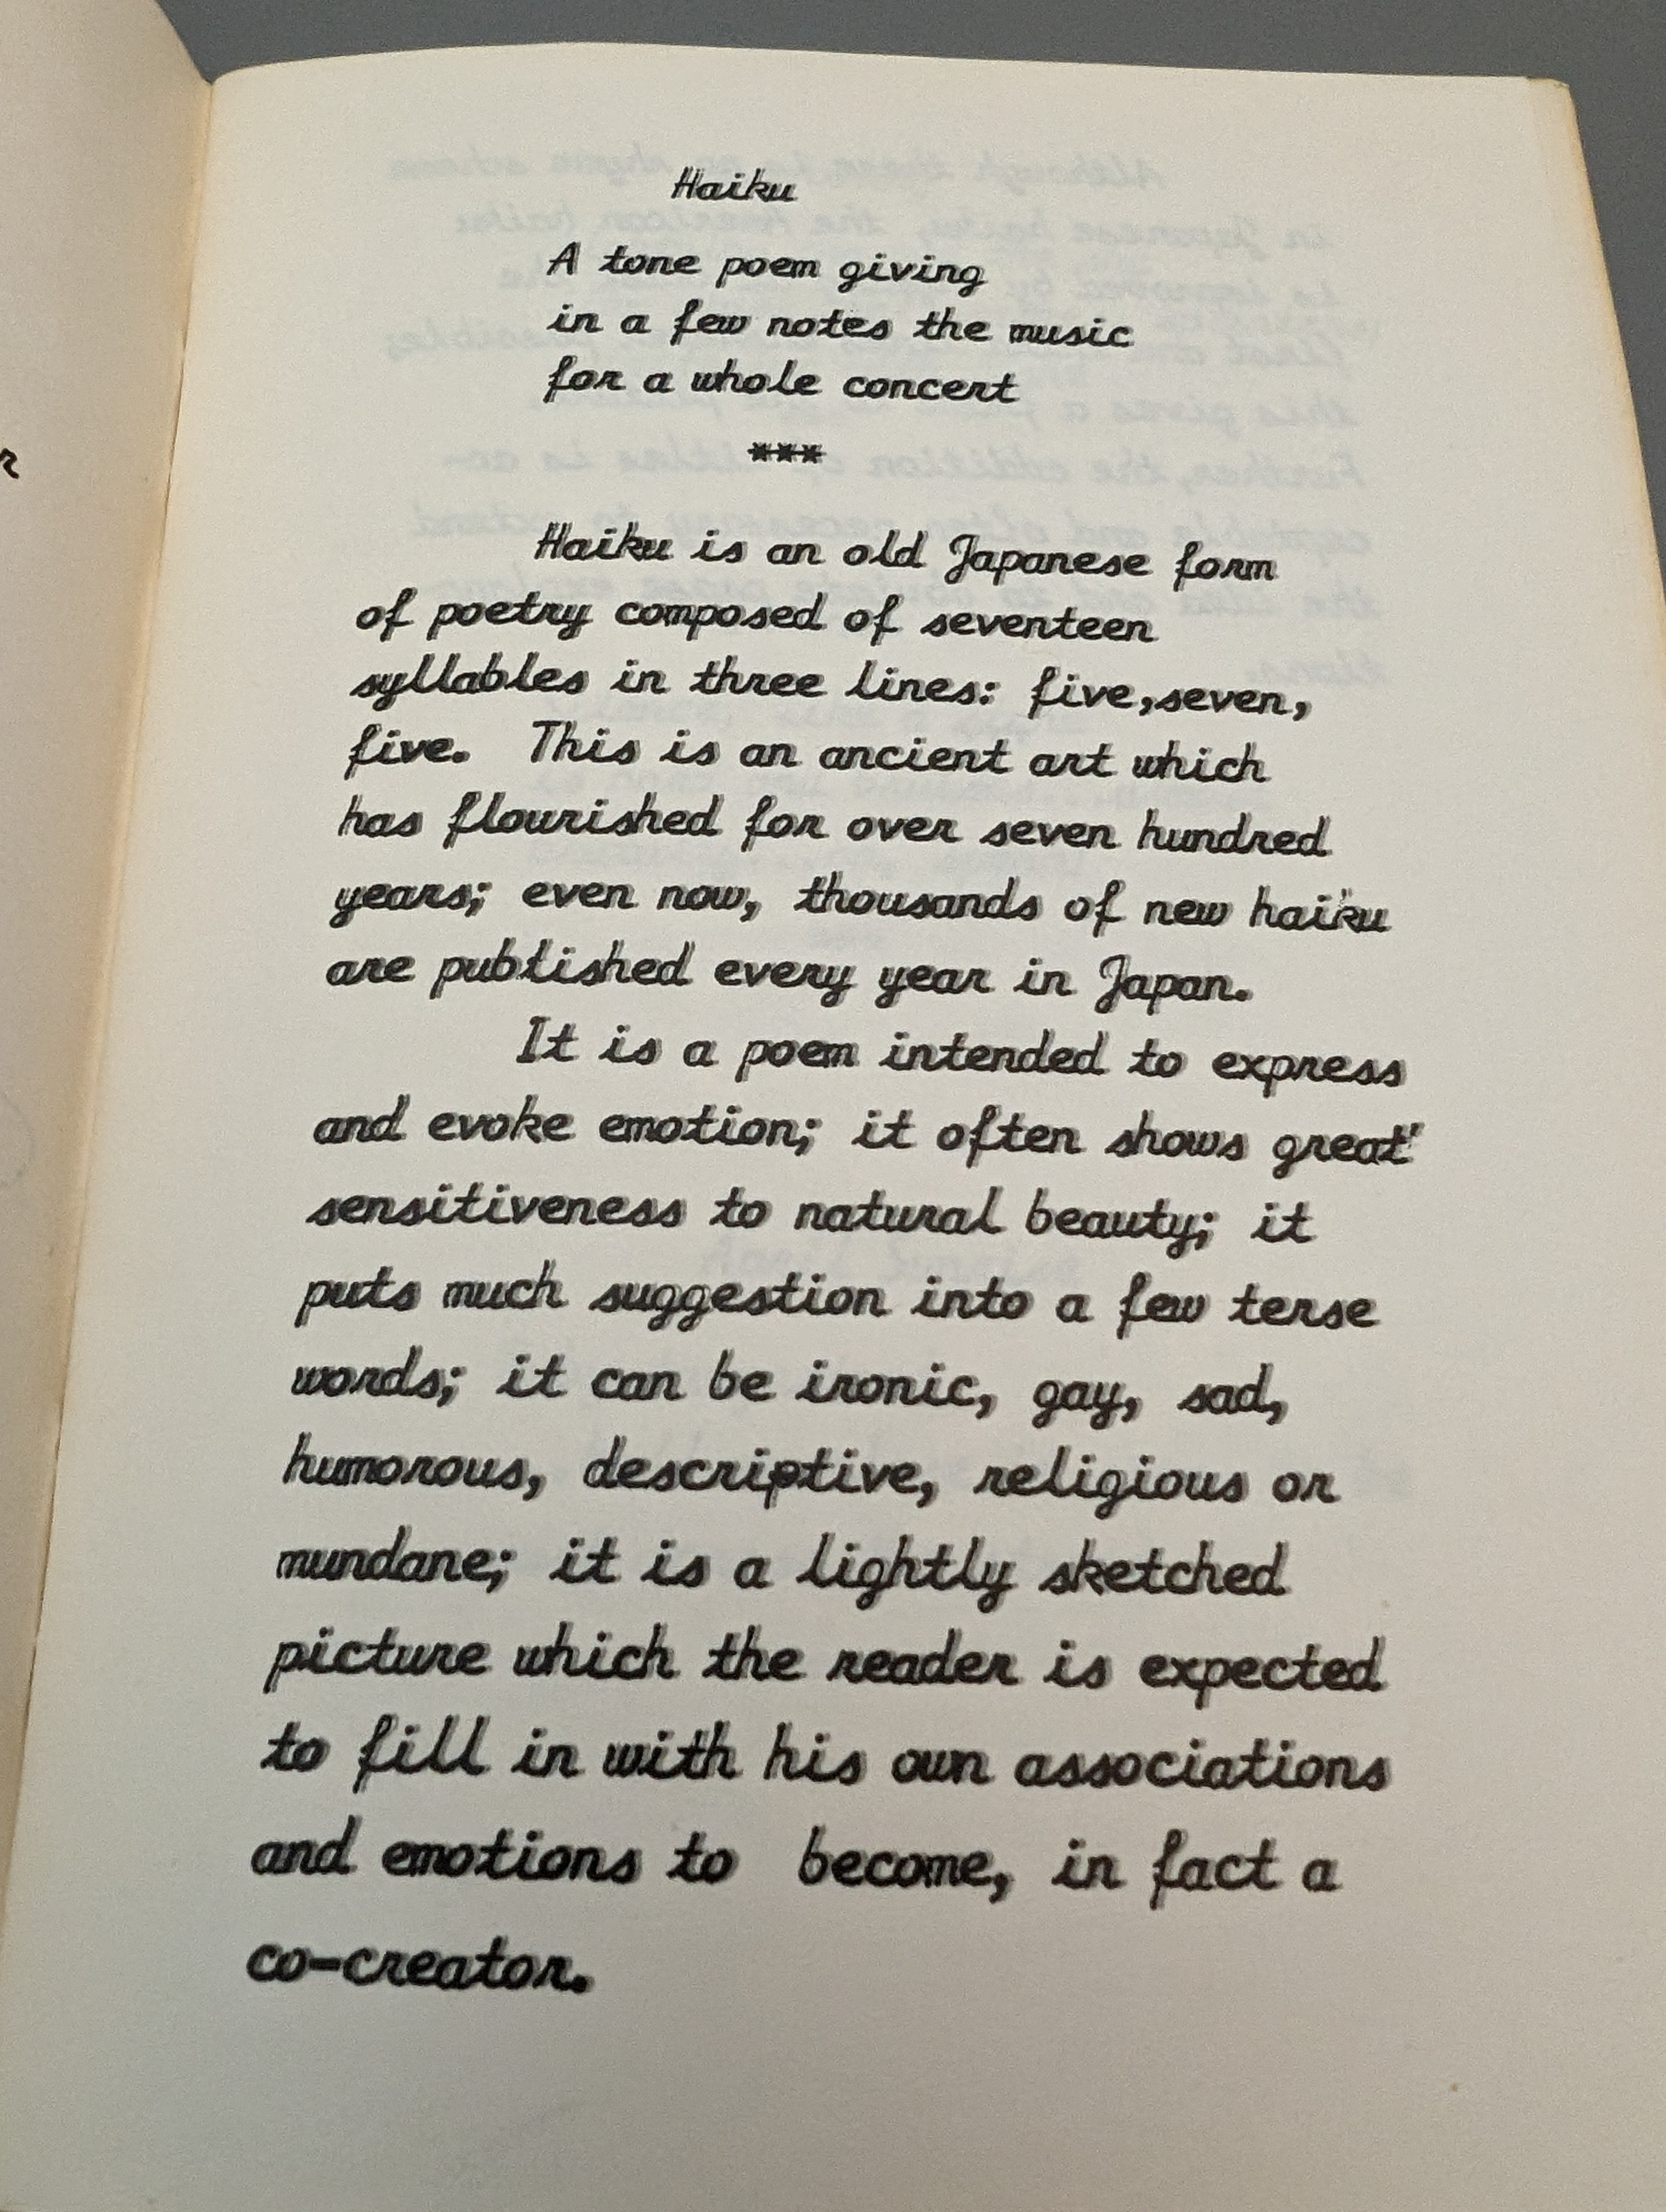 Haiku
A tone poem giving
in a few notes the music
for a whole concert
***
Haiku is an old Japanese form
of poetry composed of seventeen
syllables in three lines: five,seven,
five. This is an ancient art which
has flourished for over seven hundred
years; even now, thousands of new haiku
are published every year in Japan.
It is a poem intended to express
and evoke emotion; it often shows great
sensitiveness to natural beauty; it
puts much suggestion into a few terse
words; it can be ironic, gay, sad,
humorous, descriptive, religious or
mundane; it is a lightly sketched
picture which the reader is expected
to fill in with his own associations
and emotions to become, in fact a
co-creator.